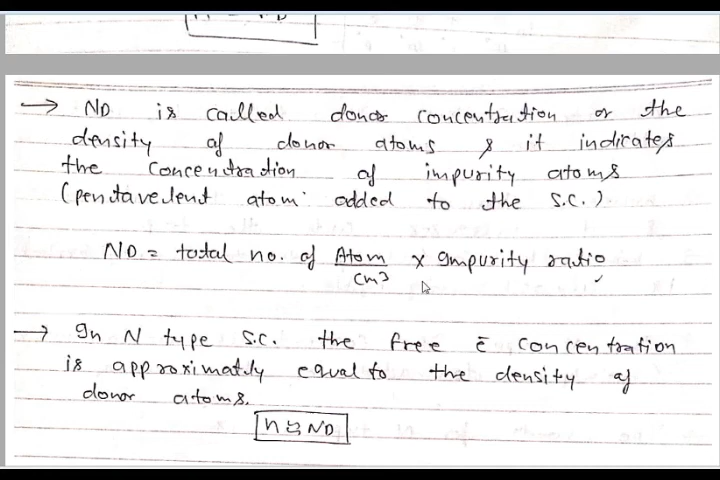 → ND is called donor concentration or the
density of donor atoms & it indicates
the concentration of impurity atoms
(pentavelent atom added to the S.C.)
ND = total no. of Atom/cm3 x Impurity ratio
→ In N type S.C. the free ē concentration
is approximatly equal to the density of
donor atoms.
n ≈ ND